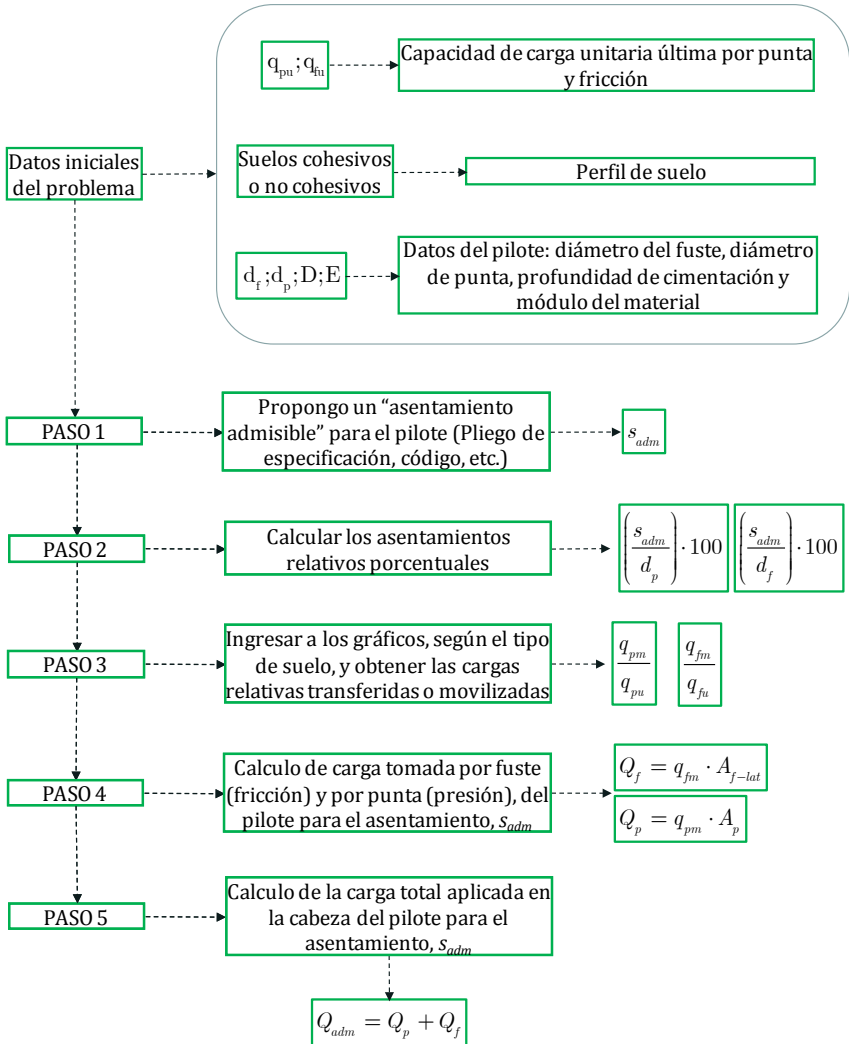 q_pu; q_fu
Capacidad de carga unitaria última por punta
y fricción
Datos iniciales
del problema
Suelos cohesivos
o no cohesivos
Perfil de suelo
d_f; d_p; D; E
Datos del pilote: diámetro del fuste, diámetro
de punta, profundidad de cimentación y
módulo del material
PASO 1
Propongo un “asentamiento
admisible” para el pilote (Pliego de
especificación, código, etc.)
s_adm
PASO 2
Calcular los asentamientos
relativos porcentuales
(s_adm / d_p) · 100
(s_adm / d_f) · 100
PASO 3
Ingresar a los gráficos, según el tipo
de suelo, y obtener las cargas
relativas transferidas o movilizadas
q_pm / q_pu
q_fm / q_fu
PASO 4
Calculo de carga tomada por fuste
(fricción) y por punta (presión), del
pilote para el asentamiento, s_adm
Q_f = q_fm · A_f-lat
Q_p = q_pm · A_p
PASO 5
Calculo de la carga total aplicada en
la cabeza del pilote para el
asentamiento, s_adm
Q_adm = Q_p + Q_f